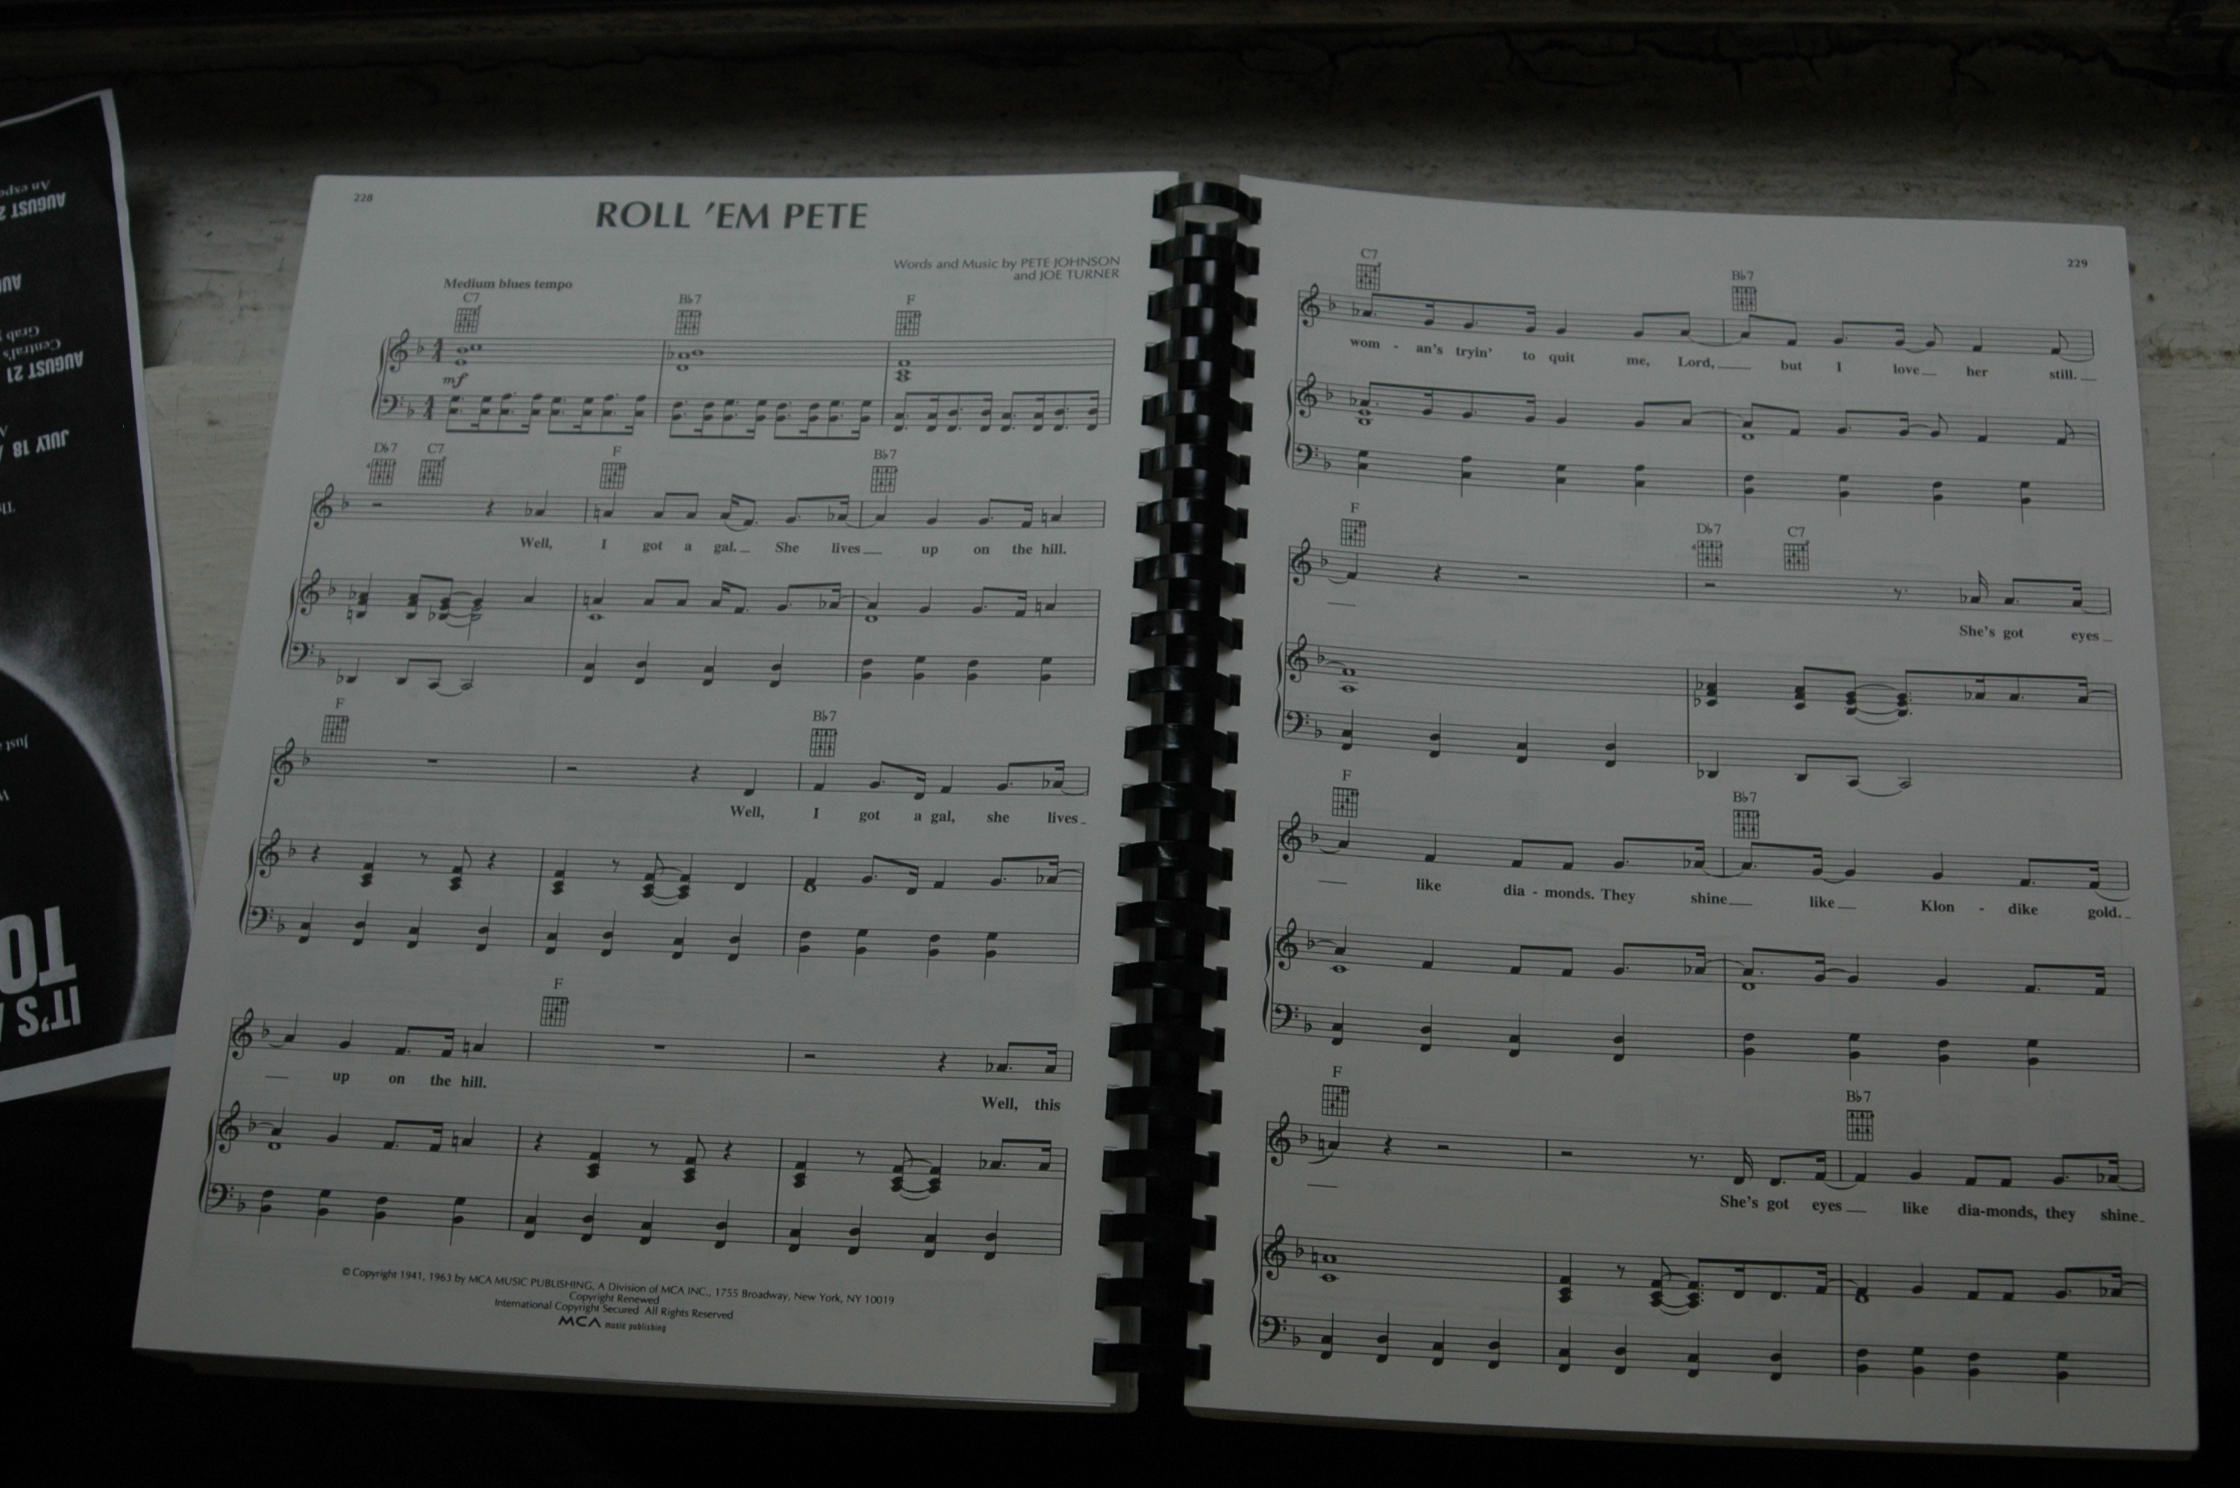 228
ROLL 'EM PETE
Words and Music by PETE JOHNSON
and JOE TURNER
Medium blues tempo
C7 B♭7 F
mf
D♭7 C7 F B♭7
Well, I got a gal. She lives up on the hill.
F B♭7
Well, I got a gal, she lives
F
up on the hill. Well, this
© Copyright 1941, 1963 by MCA MUSIC PUBLISHING, A Division of MCA INC., 1755 Broadway, New York, NY 10019
Copyright Renewed
International Copyright Secured All Rights Reserved
MCA music publishing
229
C7 B♭7
wom - an's tryin' to quit me, Lord, but I love her still.
F D♭7 C7
She's got eyes
F B♭7
like dia - monds. They shine like Klon - dike gold.
F B♭7
She's got eyes like dia-monds, they shine
IT'S
TO
JULY 18
AUGUST 21
Central's
Grab
AUGUST 2